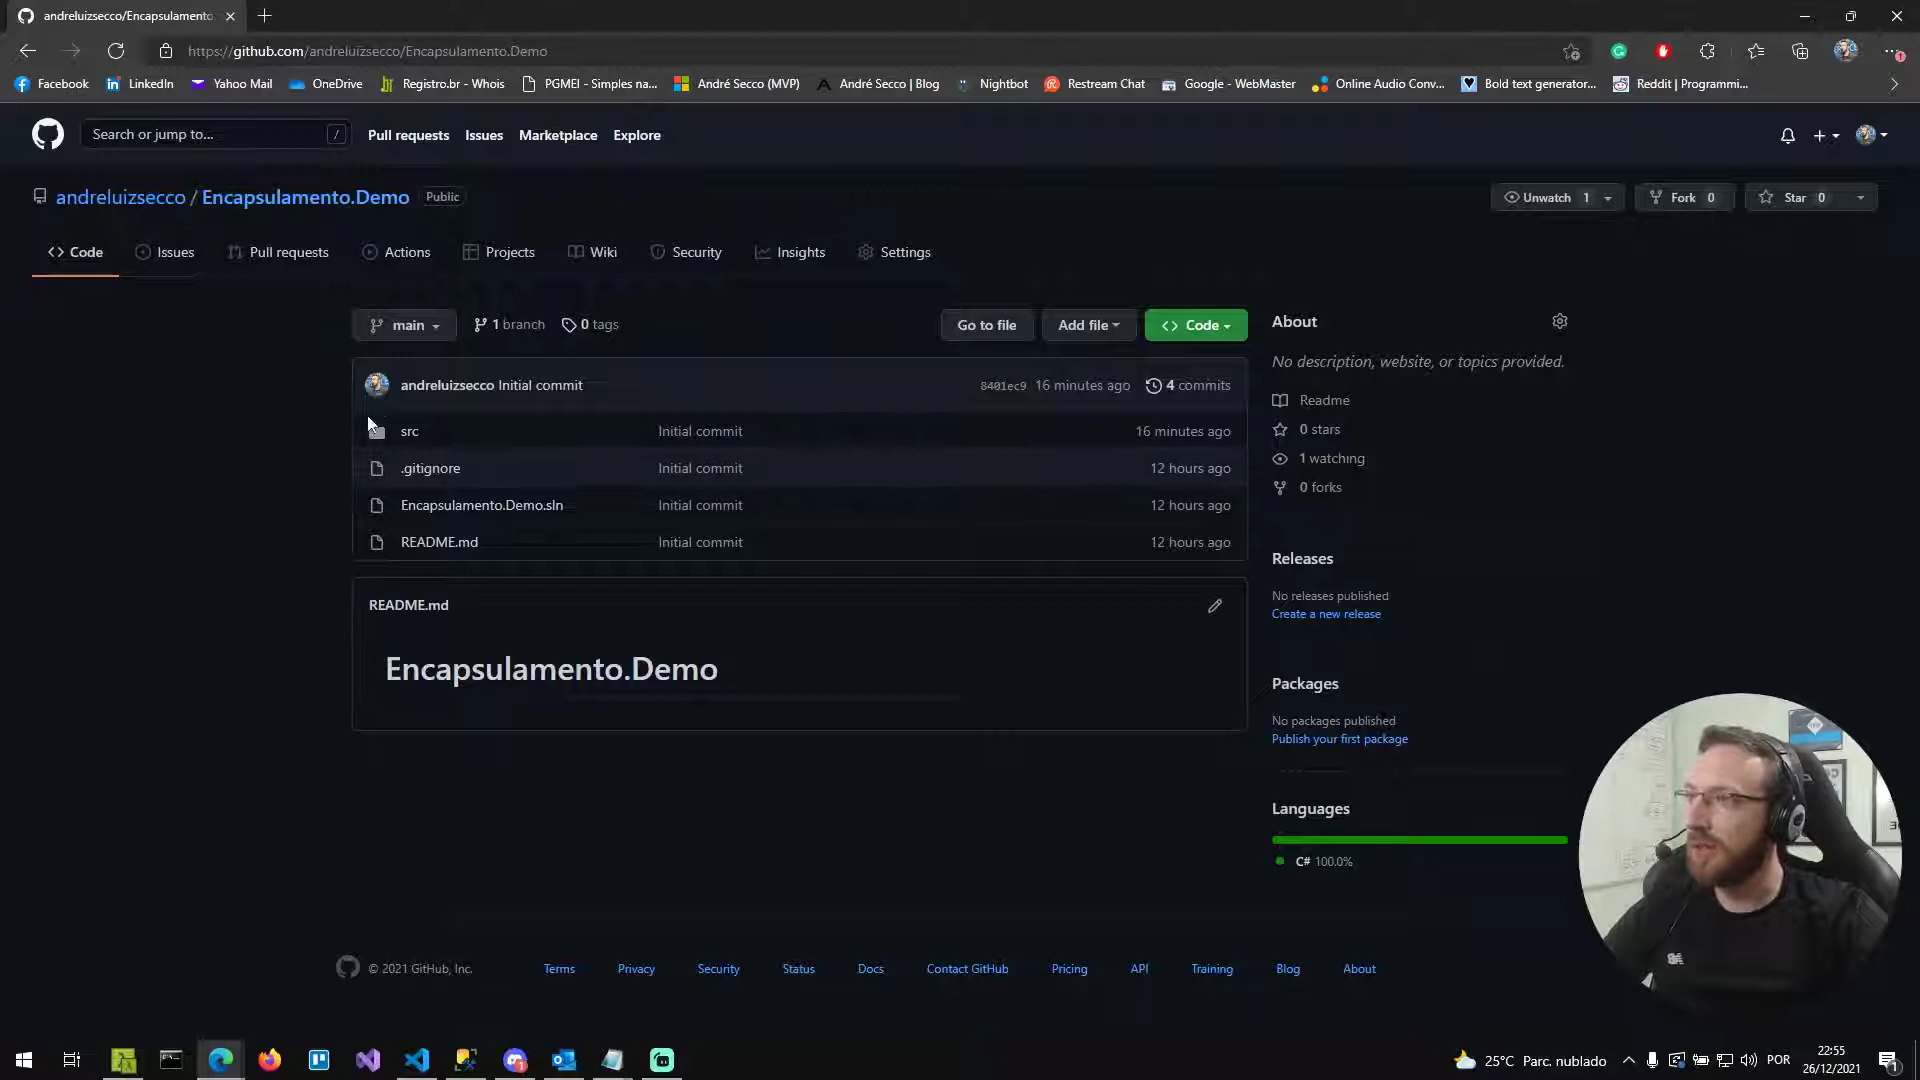 andreluizsecco/Encapsulamento.
https://github.com/andreluizsecco/Encapsulamento.Demo
Facebook LinkedIn Yahoo Mail OneDrive Registro.br - Whois PGMEI - Simples na... André Secco (MVP) André Secco | Blog Nightbot Restream Chat Google - WebMaster Online Audio Conv... Bold text generator... Reddit | Programmi...
Search or jump to... / Pull requests Issues Marketplace Explore
andreluizsecco / Encapsulamento.Demo Public
Unwatch 1 Fork 0 Star 0
<> Code Issues Pull requests Actions Projects Wiki Security Insights Settings
main 1 branch 0 tags Go to file Add file <> Code
andreluizsecco Initial commit 8401ec9 16 minutes ago 4 commits
src Initial commit 16 minutes ago
.gitignore Initial commit 12 hours ago
Encapsulamento.Demo.sln Initial commit 12 hours ago
README.md Initial commit 12 hours ago
README.md
Encapsulamento.Demo
About
No description, website, or topics provided.
Readme
0 stars
1 watching
0 forks
Releases
No releases published
Create a new release
Packages
No packages published
Publish your first package
Languages
C# 100.0%
© 2021 GitHub, Inc. Terms Privacy Security Status Docs Contact GitHub Pricing API Training Blog About
25°C Parc. nublado POR 22:55
26/12/2021